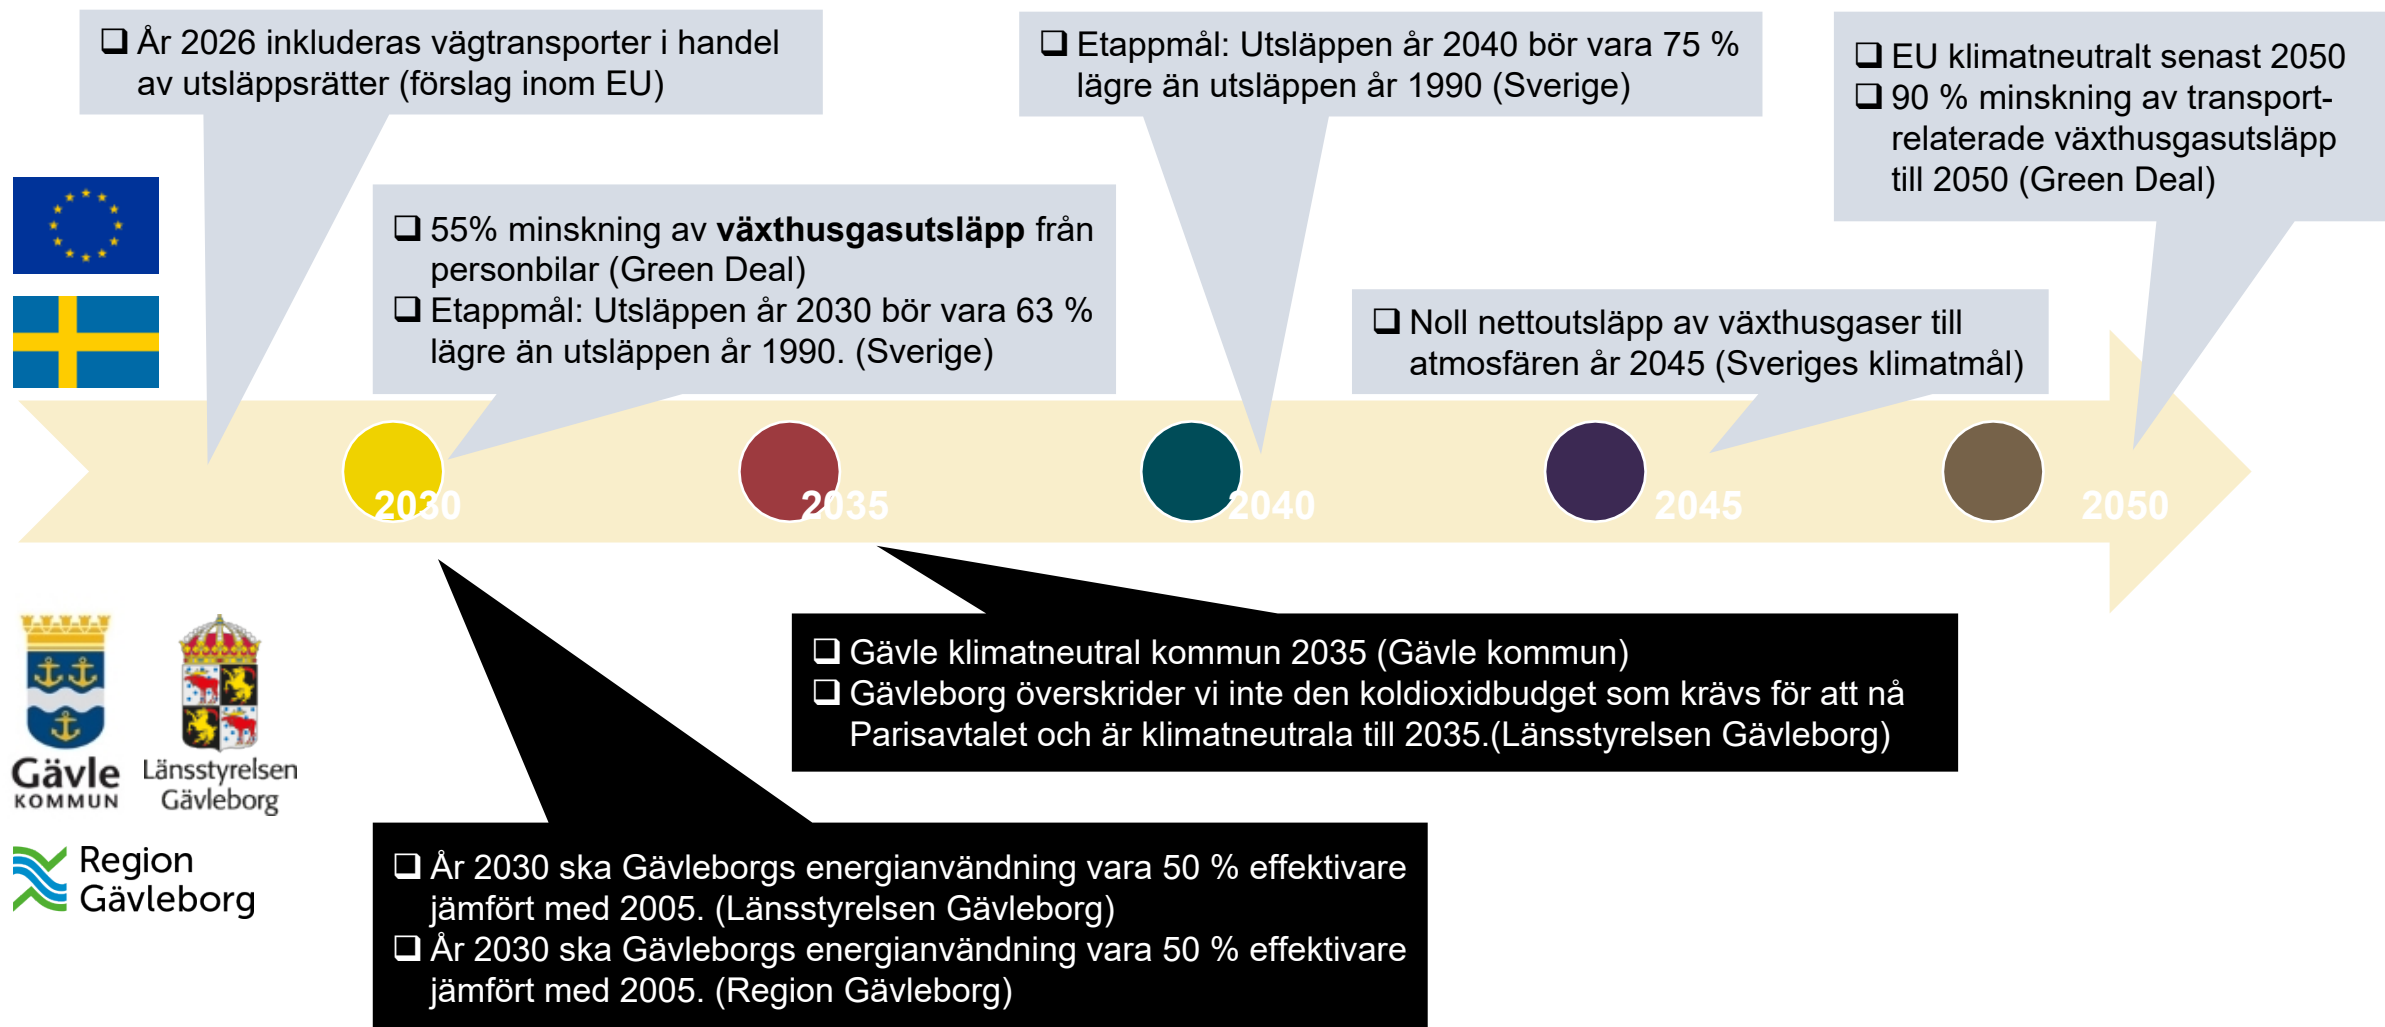 ❑ År 2026 inkluderas vägtransporter i handel
av utsläppsrätter (förslag inom EU)
❑ Etappmål: Utsläppen år 2040 bör vara 75 %
lägre än utsläppen år 1990 (Sverige)
❑ EU klimatneutralt senast 2050
❑ 90 % minskning av transport-
relaterade växthusgasutsläpp
till 2050 (Green Deal)
❑ 55% minskning av växthusgasutsläpp från
personbilar (Green Deal)
❑ Etappmål: Utsläppen år 2030 bör vara 63 %
lägre än utsläppen år 1990. (Sverige)
❑ Noll nettoutsläpp av växthusgaser till
atmosfären år 2045 (Sveriges klimatmål)
2030
2035
2040
2045
2050
❑ Gävle klimatneutral kommun 2035 (Gävle kommun)
❑ Gävleborg överskrider vi inte den koldioxidbudget som krävs för att nå
Parisavtalet och är klimatneutrala till 2035.(Länsstyrelsen Gävleborg)
Gävle
KOMMUN
Länsstyrelsen
Gävleborg
Region
Gävleborg
❑ År 2030 ska Gävleborgs energianvändning vara 50 % effektivare
jämfört med 2005. (Länsstyrelsen Gävleborg)
❑ År 2030 ska Gävleborgs energianvändning vara 50 % effektivare
jämfört med 2005. (Region Gävleborg)